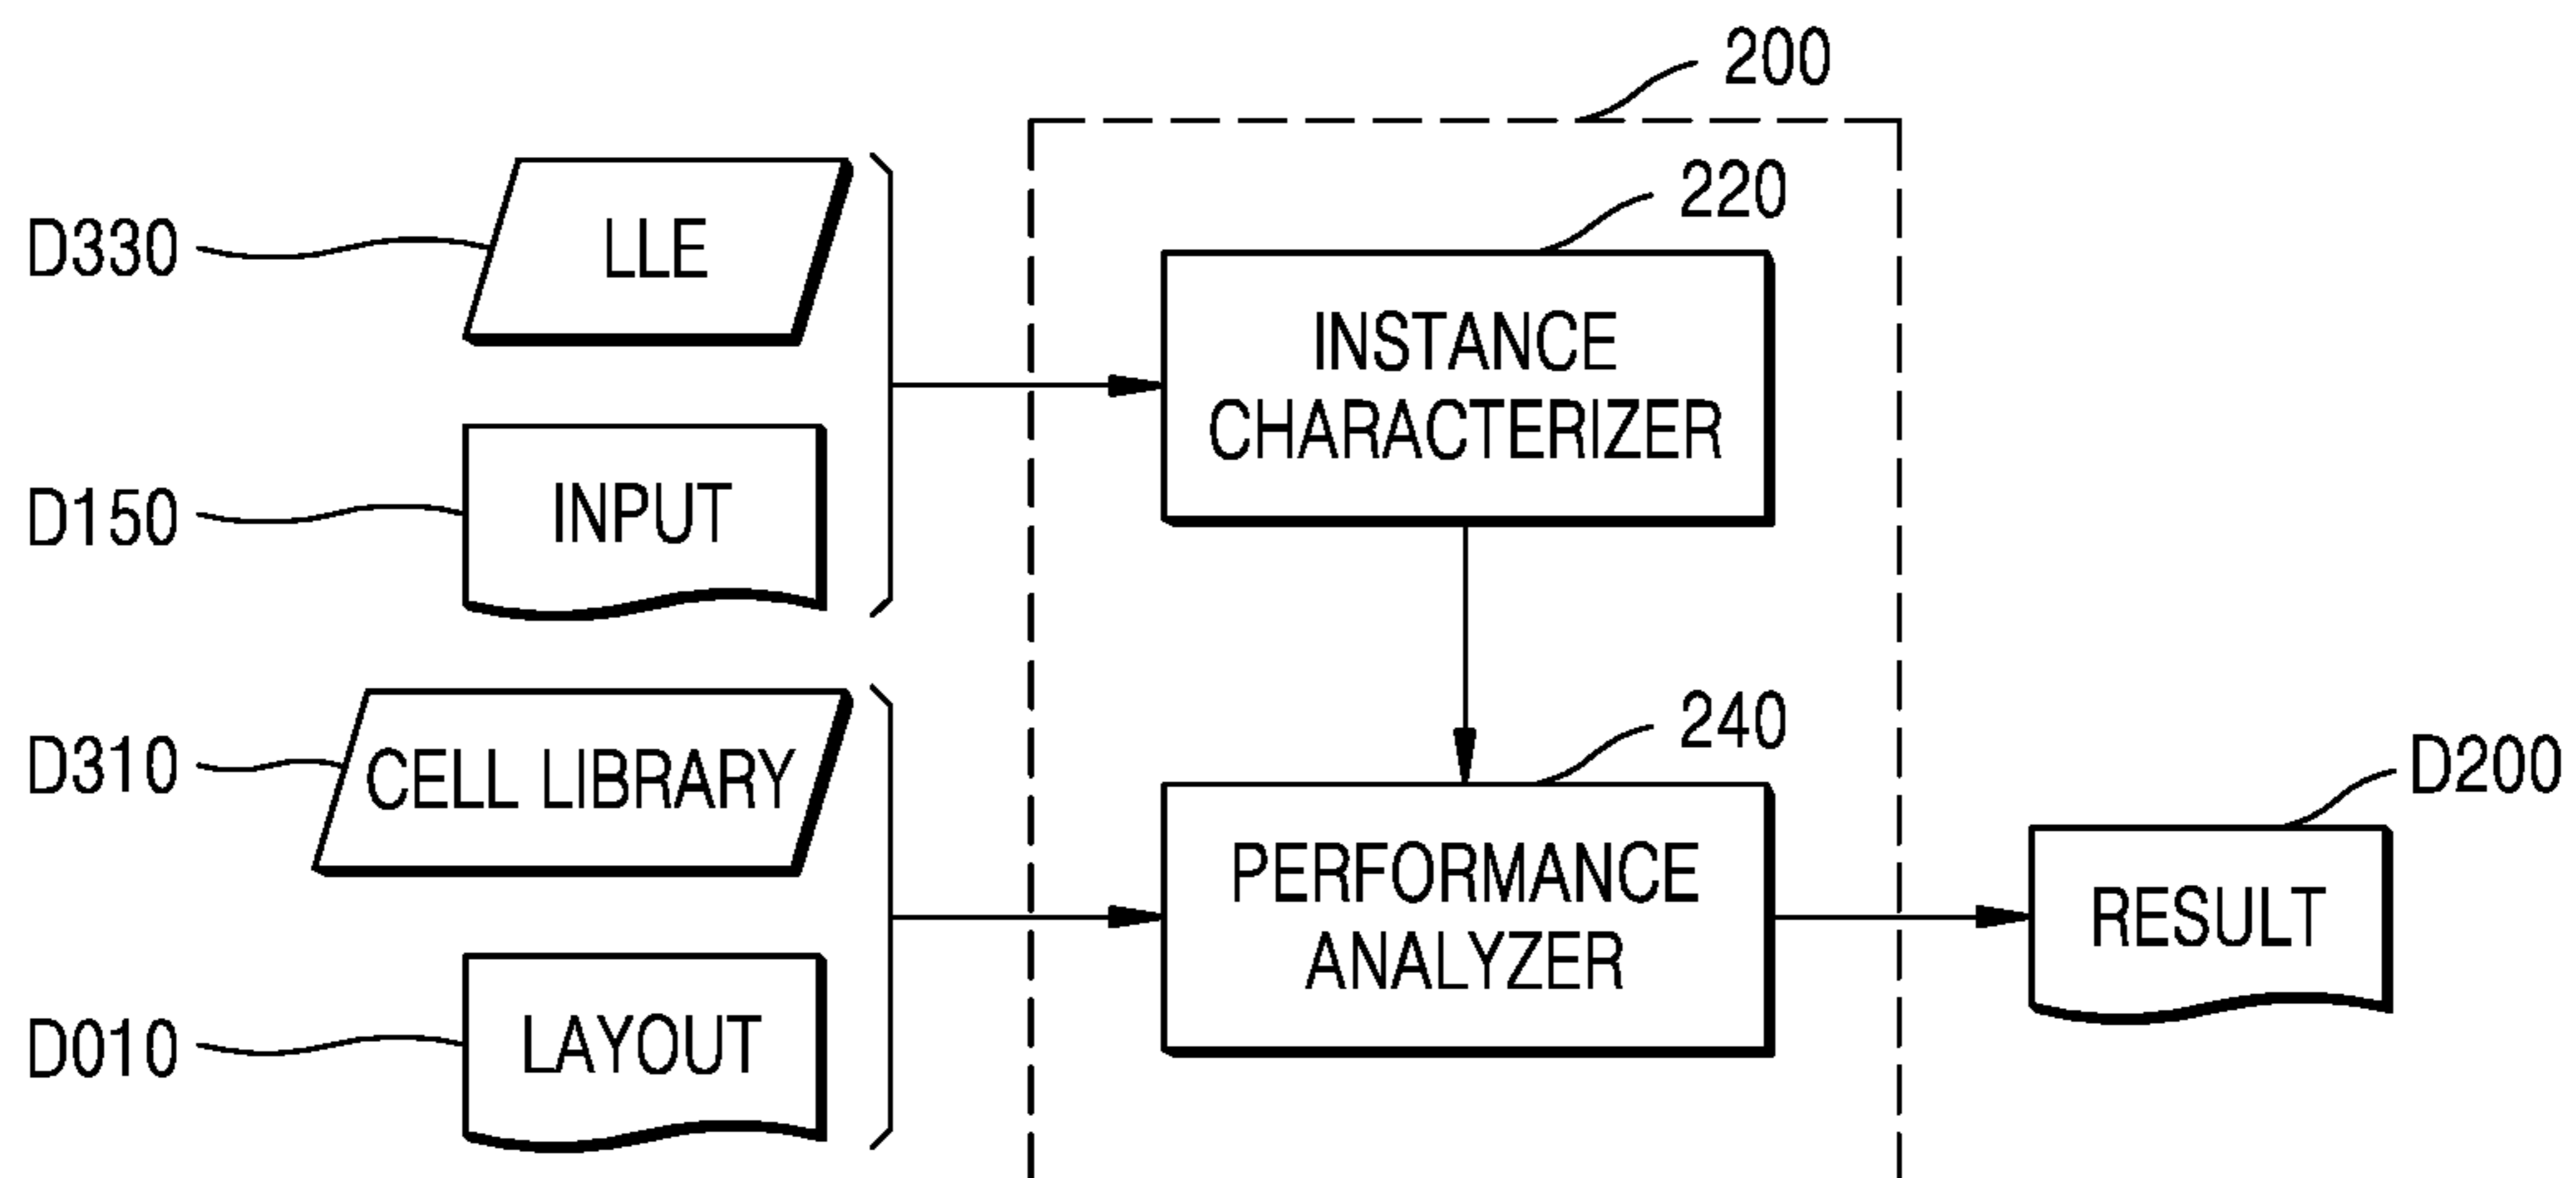 200
D330
LLE
220
INSTANCE
CHARACTERIZER
D150
INPUT
D310
CELL LIBRARY
240
PERFORMANCE
ANALYZER
D200
RESULT
D010
LAYOUT